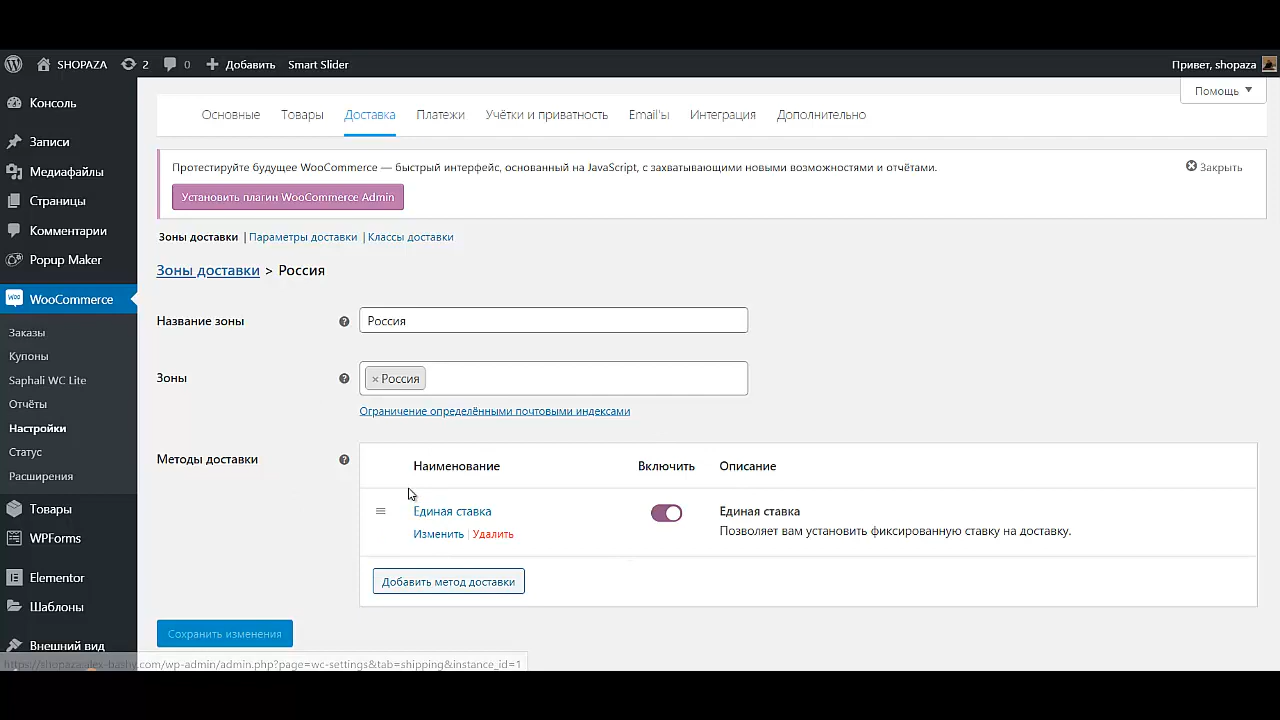 SHOPAZA 2 0 Добавить Smart Slider Привет, shopaza
Помощь
Консоль
Записи
Медиафайлы
Страницы
Комментарии
Popup Maker
WooCommerce
Заказы
Купоны
Saphali WC Lite
Отчёты
Настройки
Статус
Расширения
Товары
WPForms
Elementor
Шаблоны
Внешний вид
Основные Товары Доставка Платежи Учётки и приватность Email'ы Интеграция Дополнительно
Протестируйте будущее WooCommerce — быстрый интерфейс, основанный на JavaScript, с захватывающими новыми возможностями и отчётами. Закрыть
Установить плагин WooCommerce Admin
Зоны доставки | Параметры доставки | Классы доставки
Зоны доставки > Россия
Название зоны ? Россия
Зоны ? × Россия
Ограничение определёнными почтовыми индексами
Методы доставки ? Наименование Включить Описание
Единая ставка Единая ставка
Изменить | Удалить Позволяет вам установить фиксированную ставку на доставку.
Добавить метод доставки
Сохранить изменения
https://shopaza.alex-bashy.com/wp-admin/admin.php?page=wc-settings&tab=shipping&instance_id=1